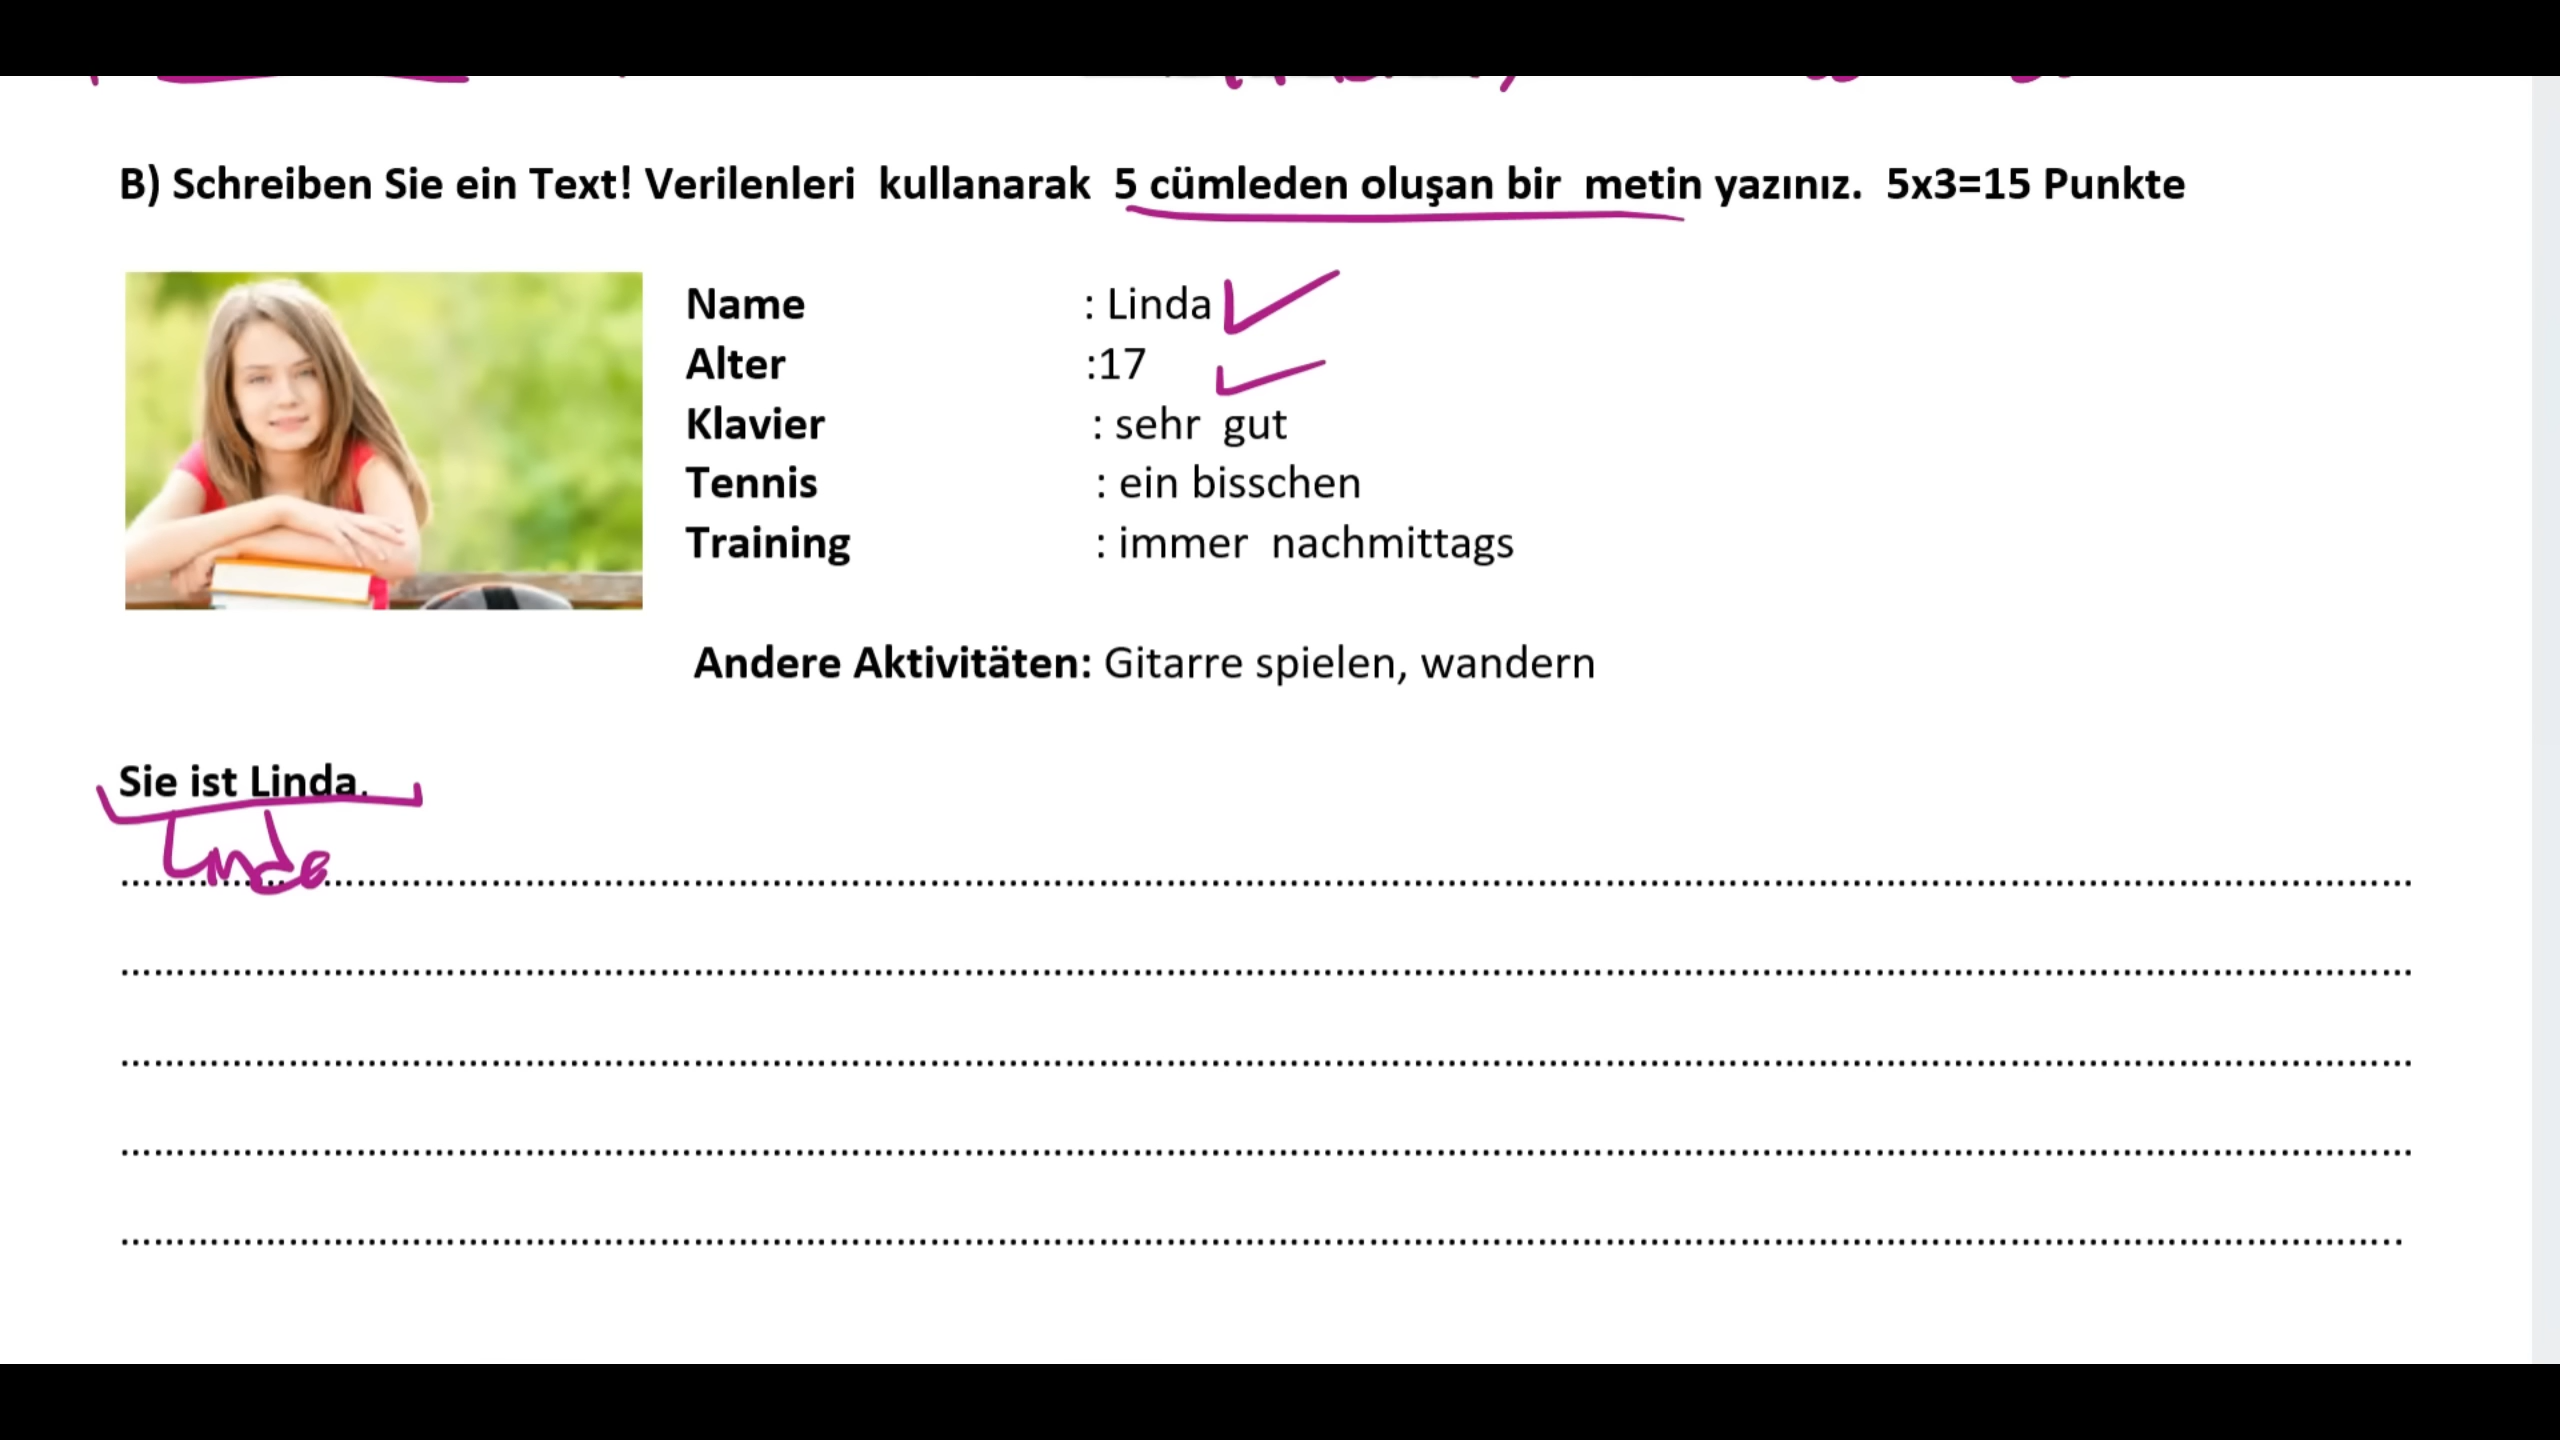 B) Schreiben Sie ein Text! Verilenleri kullanarak 5 cümleden oluşan bir metin yazınız. 5x3=15 Punkte
Name : Linda
Alter :17
Klavier : sehr gut
Tennis : ein bisschen
Training : immer nachmittags
Andere Aktivitäten: Gitarre spielen, wandern
Sie ist Linda.
Linda